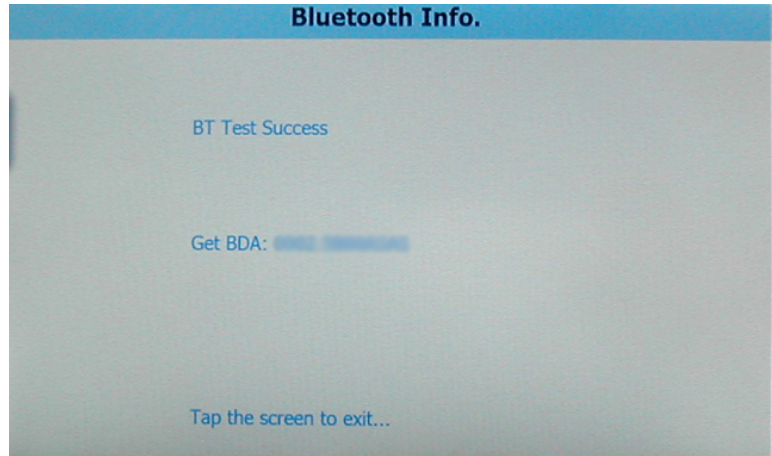 Bluetooth Info.
BT Test Success
Get BDA:
Tap the screen to exit...